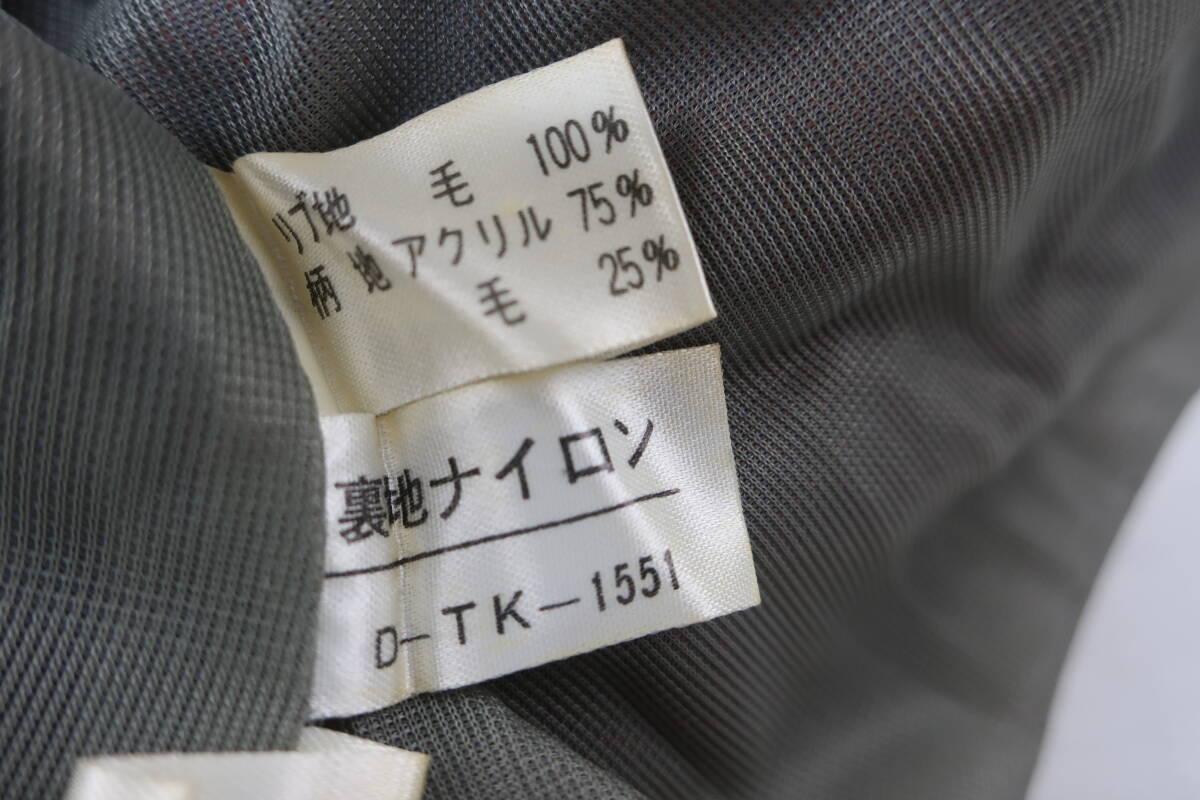 リブ地 毛 100%
柄地 アクリル 75%
毛 25%
裏地ナイロン
D-TK-1551